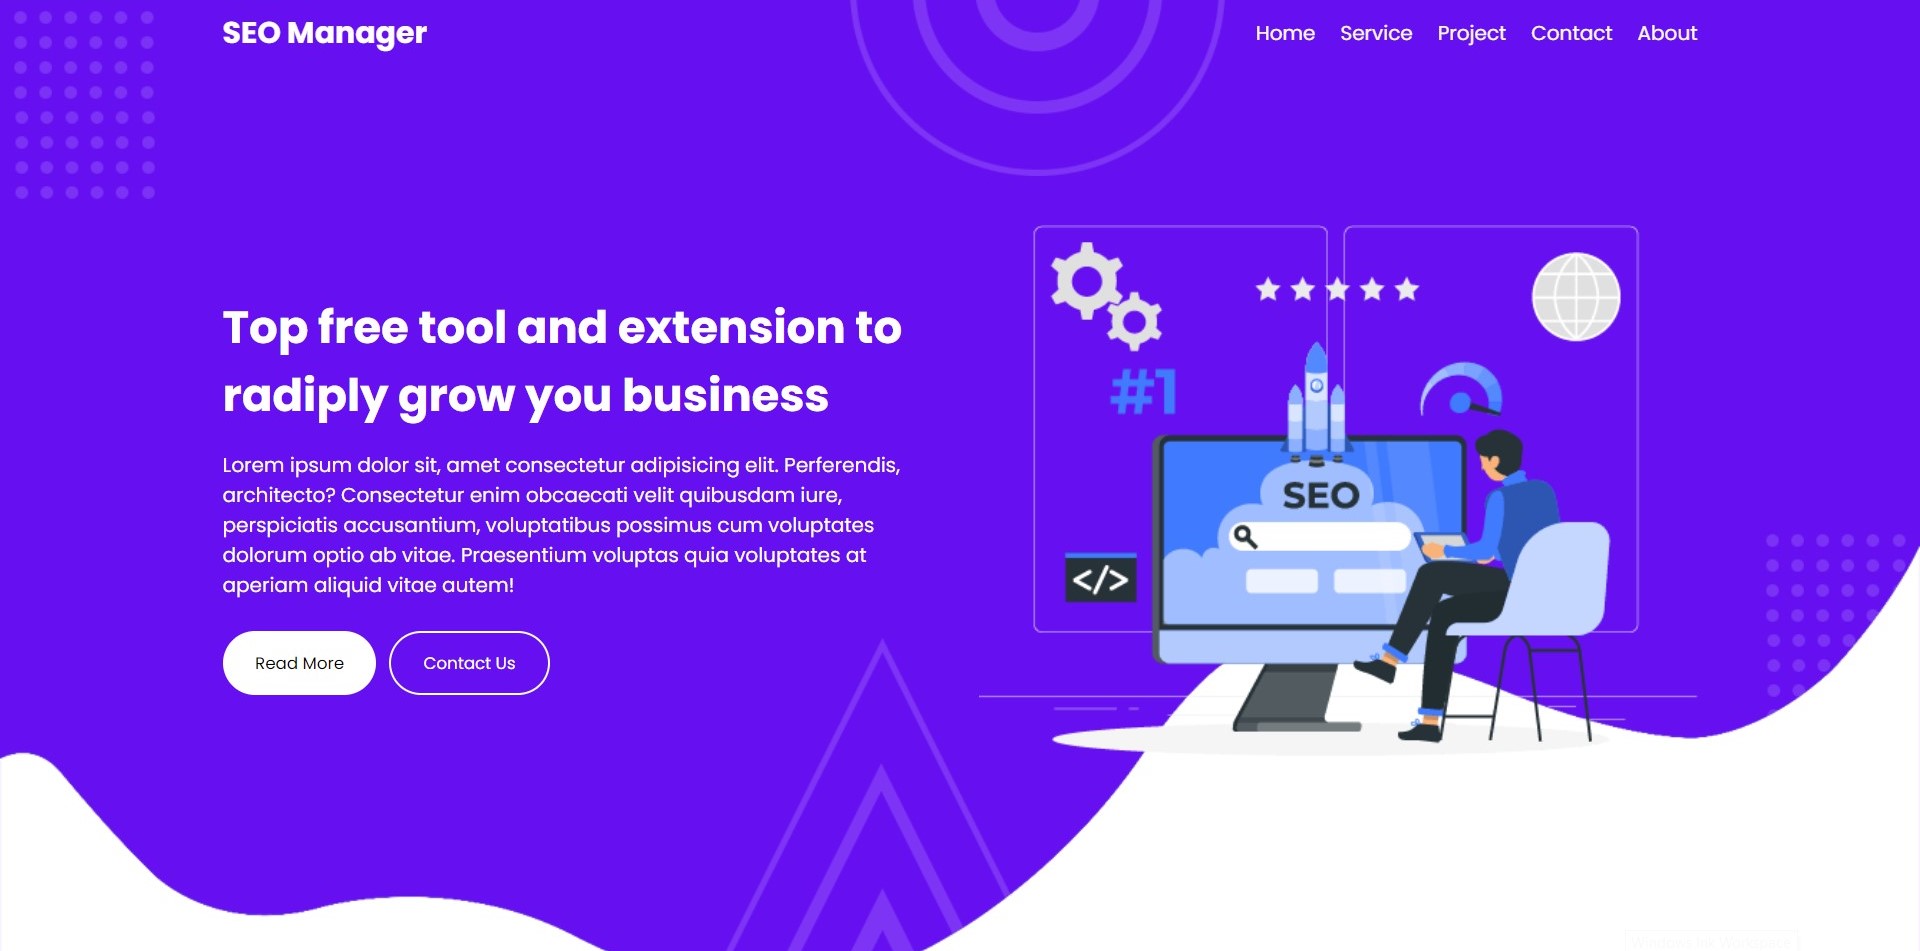 SEO Manager
Home Service Project Contact About
Top free tool and extension to
radiply grow you business
Lorem ipsum dolor sit, amet consectetur adipisicing elit. Perferendis,
architecto? Consectetur enim obcaecati velit quibusdam iure,
perspiciatis accusantium, voluptatibus possimus cum voluptates
dolorum optio ab vitae. Praesentium voluptas quia voluptates at
aperiam aliquid vitae autem!
Read More Contact Us
#1
SEO
</>